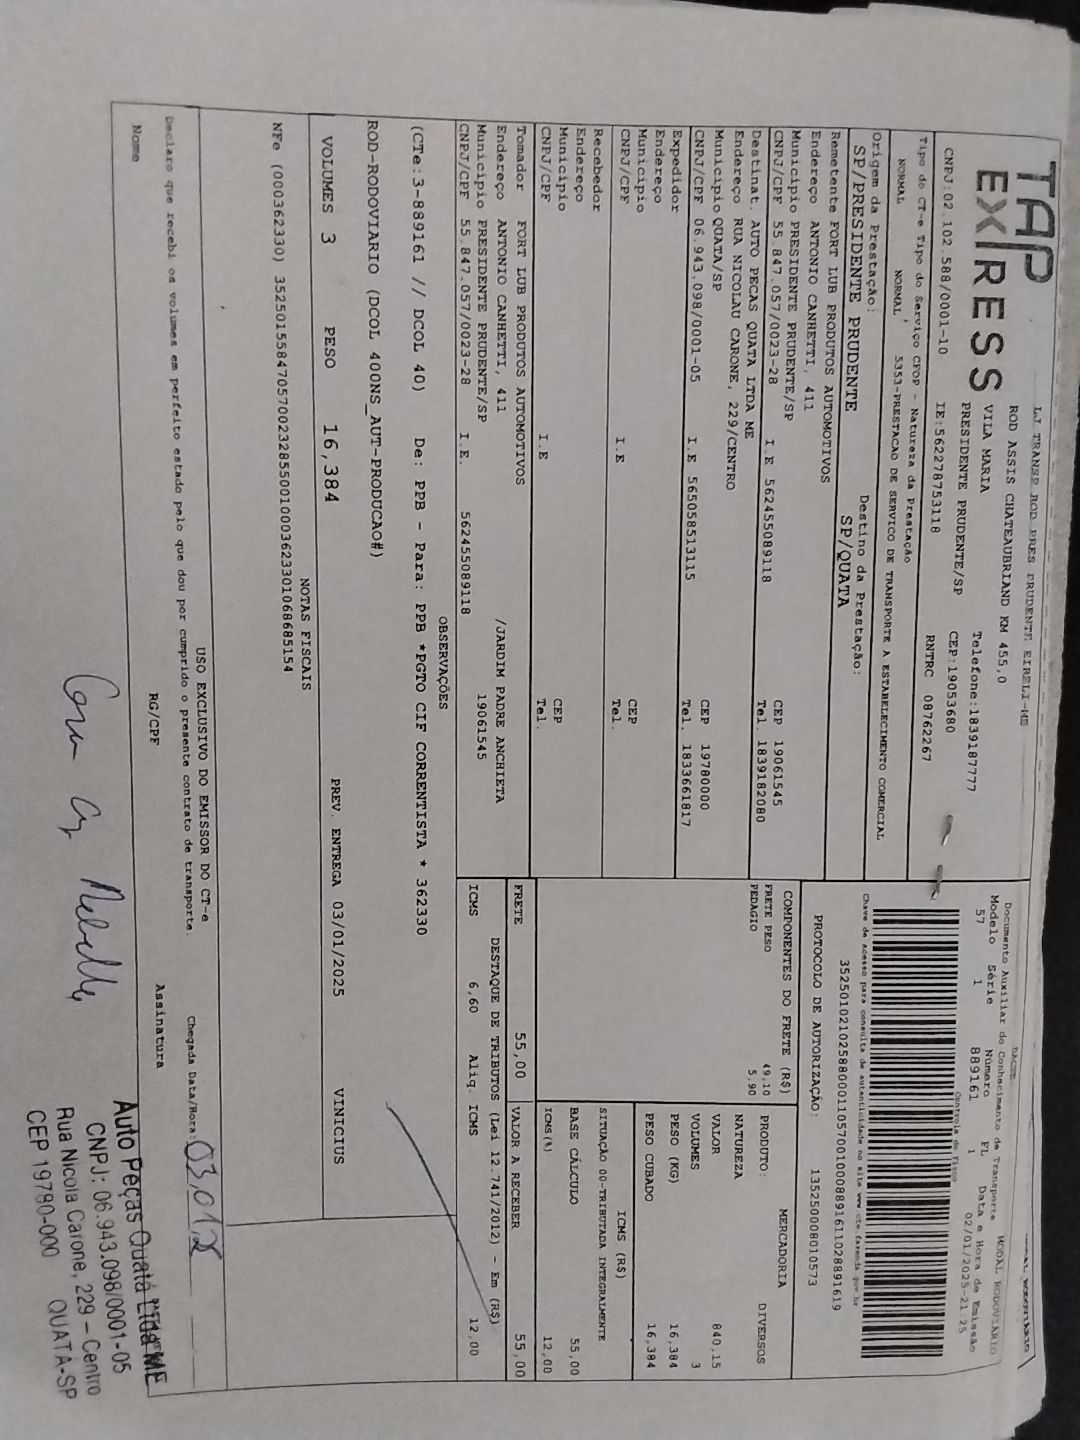 TAP
EXPRESS
LJ TRANSP ROD PRES PRUDENTE EIRELI-ME
ROD ASSIS CHATEAUBRIAND KM 455,0
VILA MARIA
PRESIDENTE PRUDENTE/SP
Telefone:1839187777
CEP:19053680
CNPJ:02.102.588/0001-10
IE:562278753118
RNTRC 08762267
Tipo do CT-e Tipo do Serviço CFOP - Natureza da Prestação
NORMAL NORMAL 5353-PRESTACAO DE SERVICO DE TRANSPORTE A ESTABELECIMENTO COMERCIAL
Origem da Prestação: Destino da Prestação:
SP/PRESIDENTE PRUDENTE SP/QUATA
Remetente FORT LUB PRODUTOS AUTOMOTIVOS
Endereço ANTONIO CANHETTI, 411
Municipio PRESIDENTE PRUDENTE/SP CEP 19061545
CNPJ/CPF 55.847.057/0023-28 I.E 562455089118 Tel. 1839182080
Destinat. AUTO PECAS QUATA LTDA ME
Endereço RUA NICOLAU CARONE, 229/CENTRO
Municipio QUATA/SP CEP 19780000
CNPJ/CPF 06.943.098/0001-05 I.E 565058513115 Tel. 1833661817
Expedidor
Endereço
Municipio CEP
CNPJ/CPF I.E Tel.
Recebedor
Endereço
Municipio CEP
CNPJ/CPF I.E Tel.
Tomador FORT LUB PRODUTOS AUTOMOTIVOS
Endereço ANTONIO CANHETTI, 411 /JARDIM PADRE ANCHIETA
Municipio PRESIDENTE PRUDENTE/SP 19061545
CNPJ/CPF 55.847.057/0023-28 I.E. 562455089118
DACTE
Documento Auxiliar do Conhecimento de Transporte
MODAL RODOVIÁRIO
Modelo Série Número FL Data e Hora de Emissão
57 1 889161 1 02/01/2025-21:25
Controle do Fisco
Chave de acesso para consulta de autenticidade no site www.cte.fazenda.gov.br
35250102102588000110570010008891611028891619
PROTOCOLO DE AUTORIZAÇÃO: 135250008010573
COMPONENTES DO FRETE (R$)
FRETE PESO 49,10
PEDAGIO 5,90
MERCADORIA
PRODUTO: DIVERSOS
NATUREZA
VALOR 840,15
VOLUMES 3
PESO (KG) 16,384
PESO CUBADO 16,384
ICMS (R$)
SITUAÇÃO 00-TRIBUTADA INTEGRALMENTE
BASE CÁLCULO 55,00
ICMS(%) 12,00
FRETE 55,00 VALOR A RECEBER 55,00
DESTAQUE DE TRIBUTOS (Lei 12.741/2012) - Em (R$)
ICMS 6,60 Aliq. ICMS 12,00
OBSERVAÇÕES
(CTe:3-889161 // DCOL 40) De: PPB - Para: PPB *PGTO CIF CORRENTISTA * 362330
ROD-RODOVIARIO (DCOL 400NS_AUT-PRODUCAO#)
VOLUMES 3 PESO 16,384 PREV. ENTREGA 03/01/2025 VINICIUS
NOTAS FISCAIS
NFe (000362330) 35250155847057002328550010003623301068685154
USO EXCLUSIVO DO EMISSOR DO CT-e
Declaro que recebi os volumes em perfeito estado pelo que dou por cumprido o presente contrato de transporte.
Chegada Data/Hora:
Nome RG/CPF Assinatura
Auto Peças Quatá Ltda ME
CNPJ: 06.943.098/0001-05
Rua Nicola Carone, 229 – Centro
CEP 19780-000 QUATÁ-SP